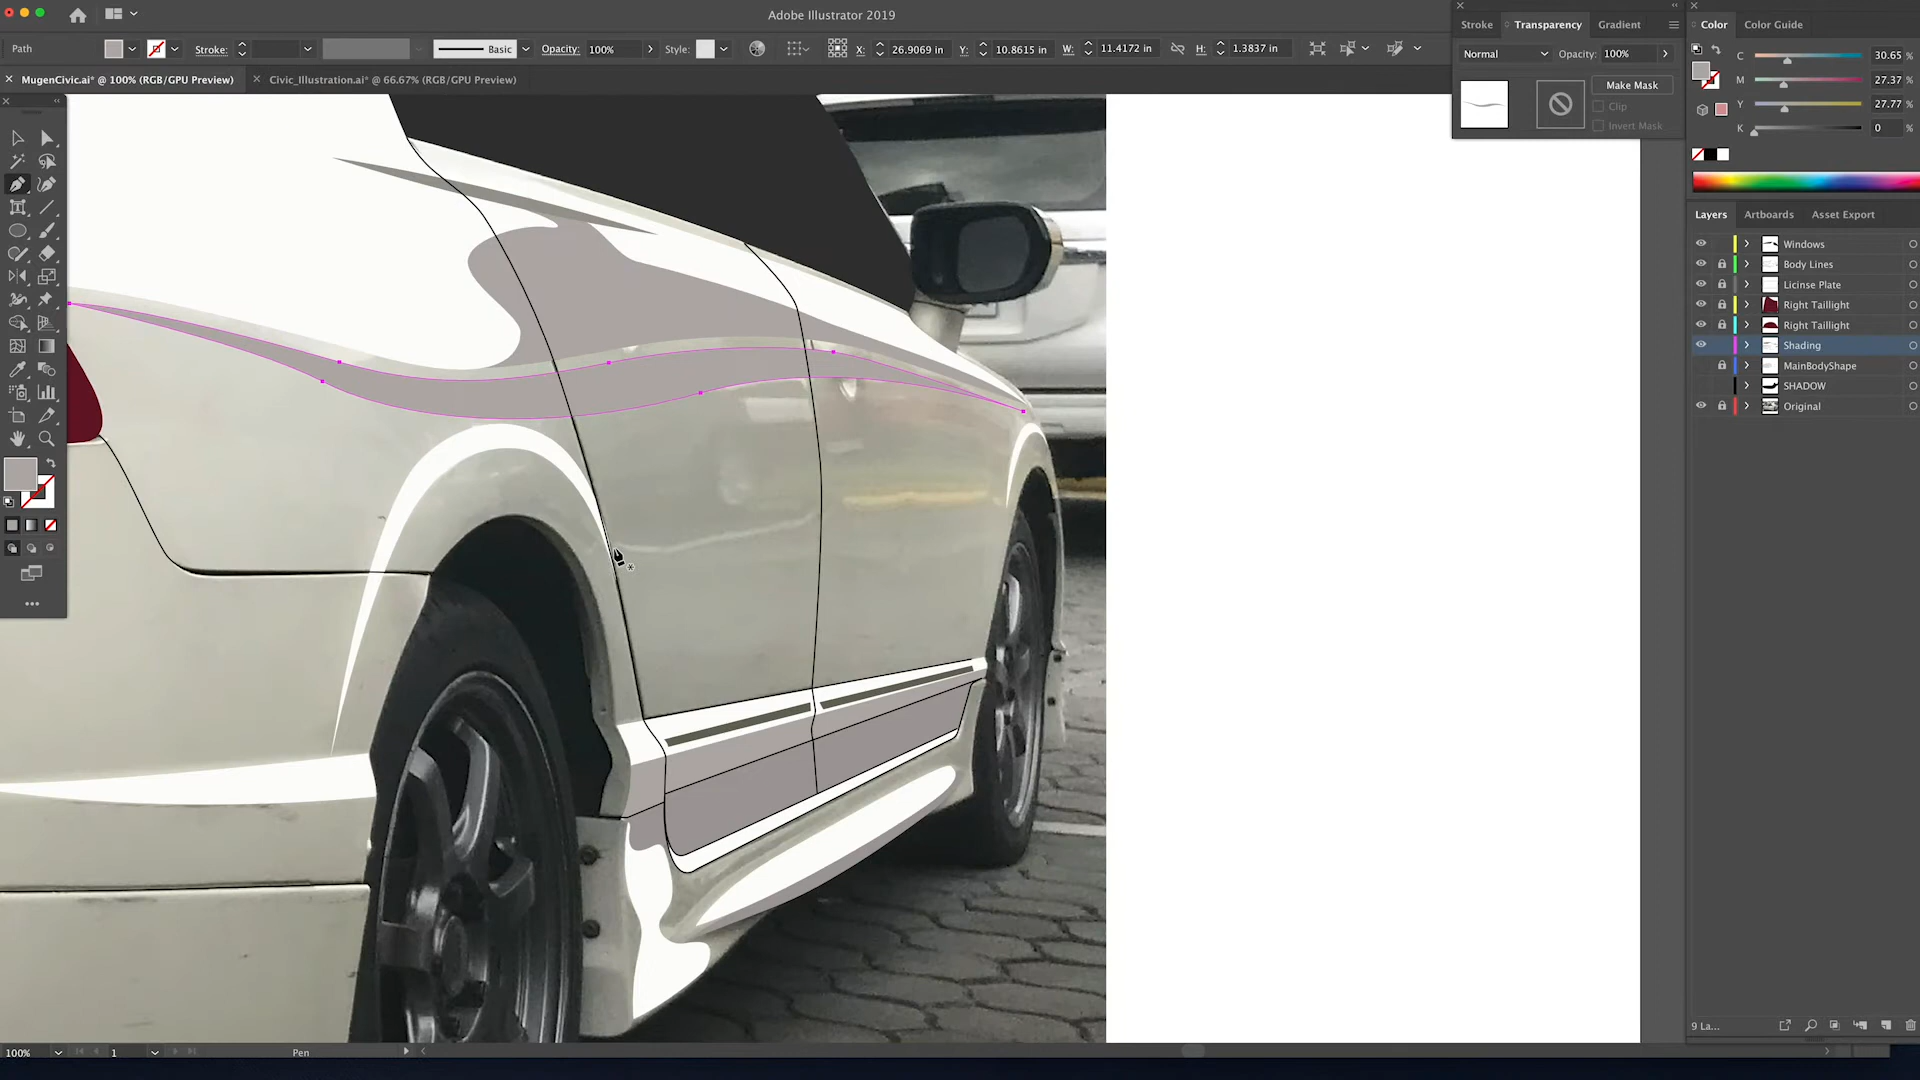 Adobe Illustrator 2019
Stroke
Transparency
Gradient
Color
Color Guide
Path
Stroke:
Basic
Opacity:
100%
Style:
X:
26.9069 in
Y:
10.8615 in
W:
11.4172 in
H:
1.3837 in
Normal
Opacity:
100%
Make Mask
Clip
Invert Mask
C
30.65
%
M
27.37
%
Y
27.77
%
K
0
%
MugenCivic.ai* @ 100% (RGB/GPU Preview)
Civic_Illustration.ai* @ 66.67% (RGB/GPU Preview)
Layers
Artboards
Asset Export
Windows
Body Lines
Licinse Plate
Right Taillight
Right Taillight
Shading
MainBodyShape
SHADOW
Original
9 La...
100%
1
Pen